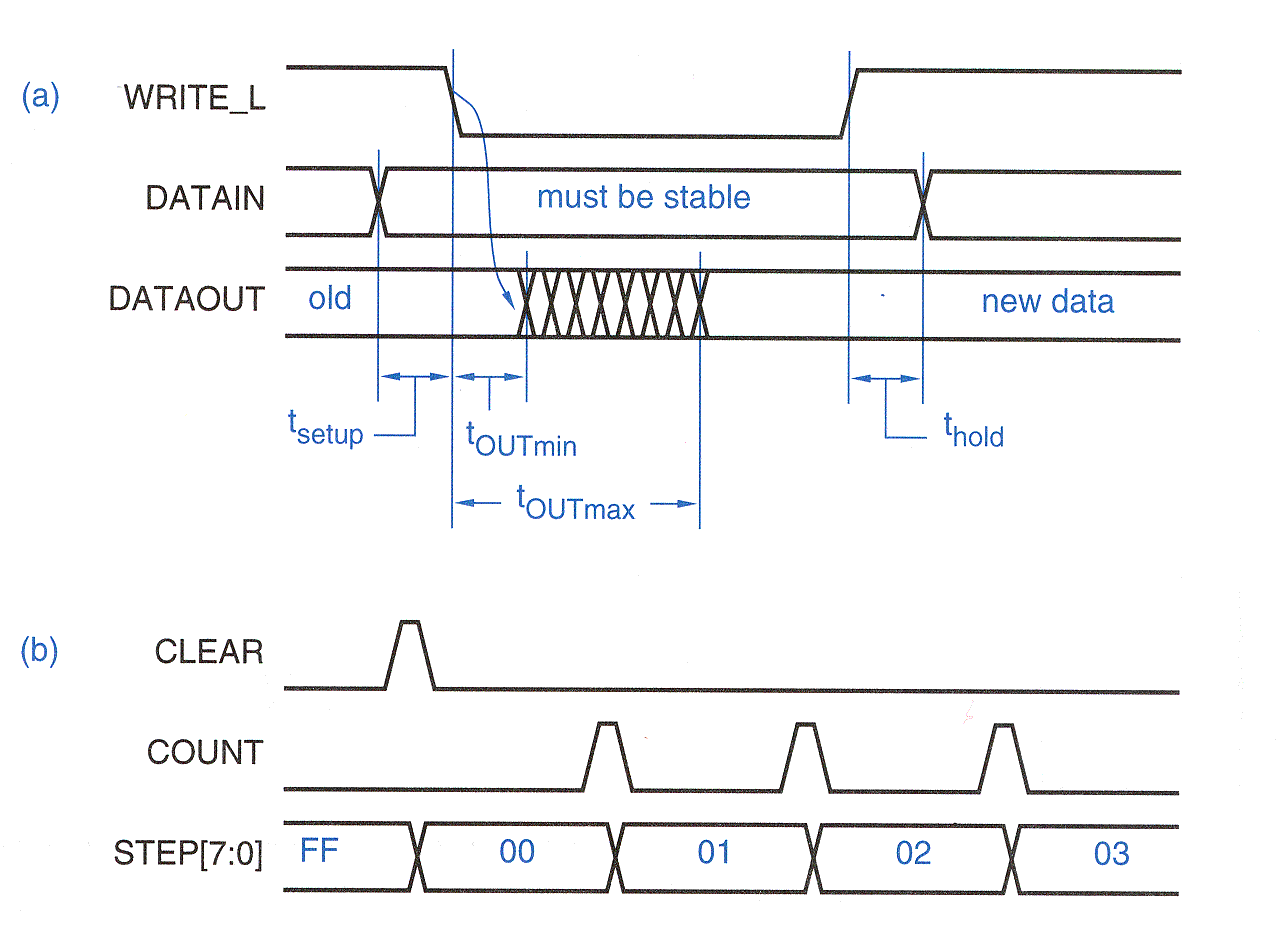 (a) WRITE_L
DATAIN must be stable
DATAOUT old new data
tsetup tOUTmin thold
tOUTmax
(b) CLEAR
COUNT
STEP[7:0] FF 00 01 02 03